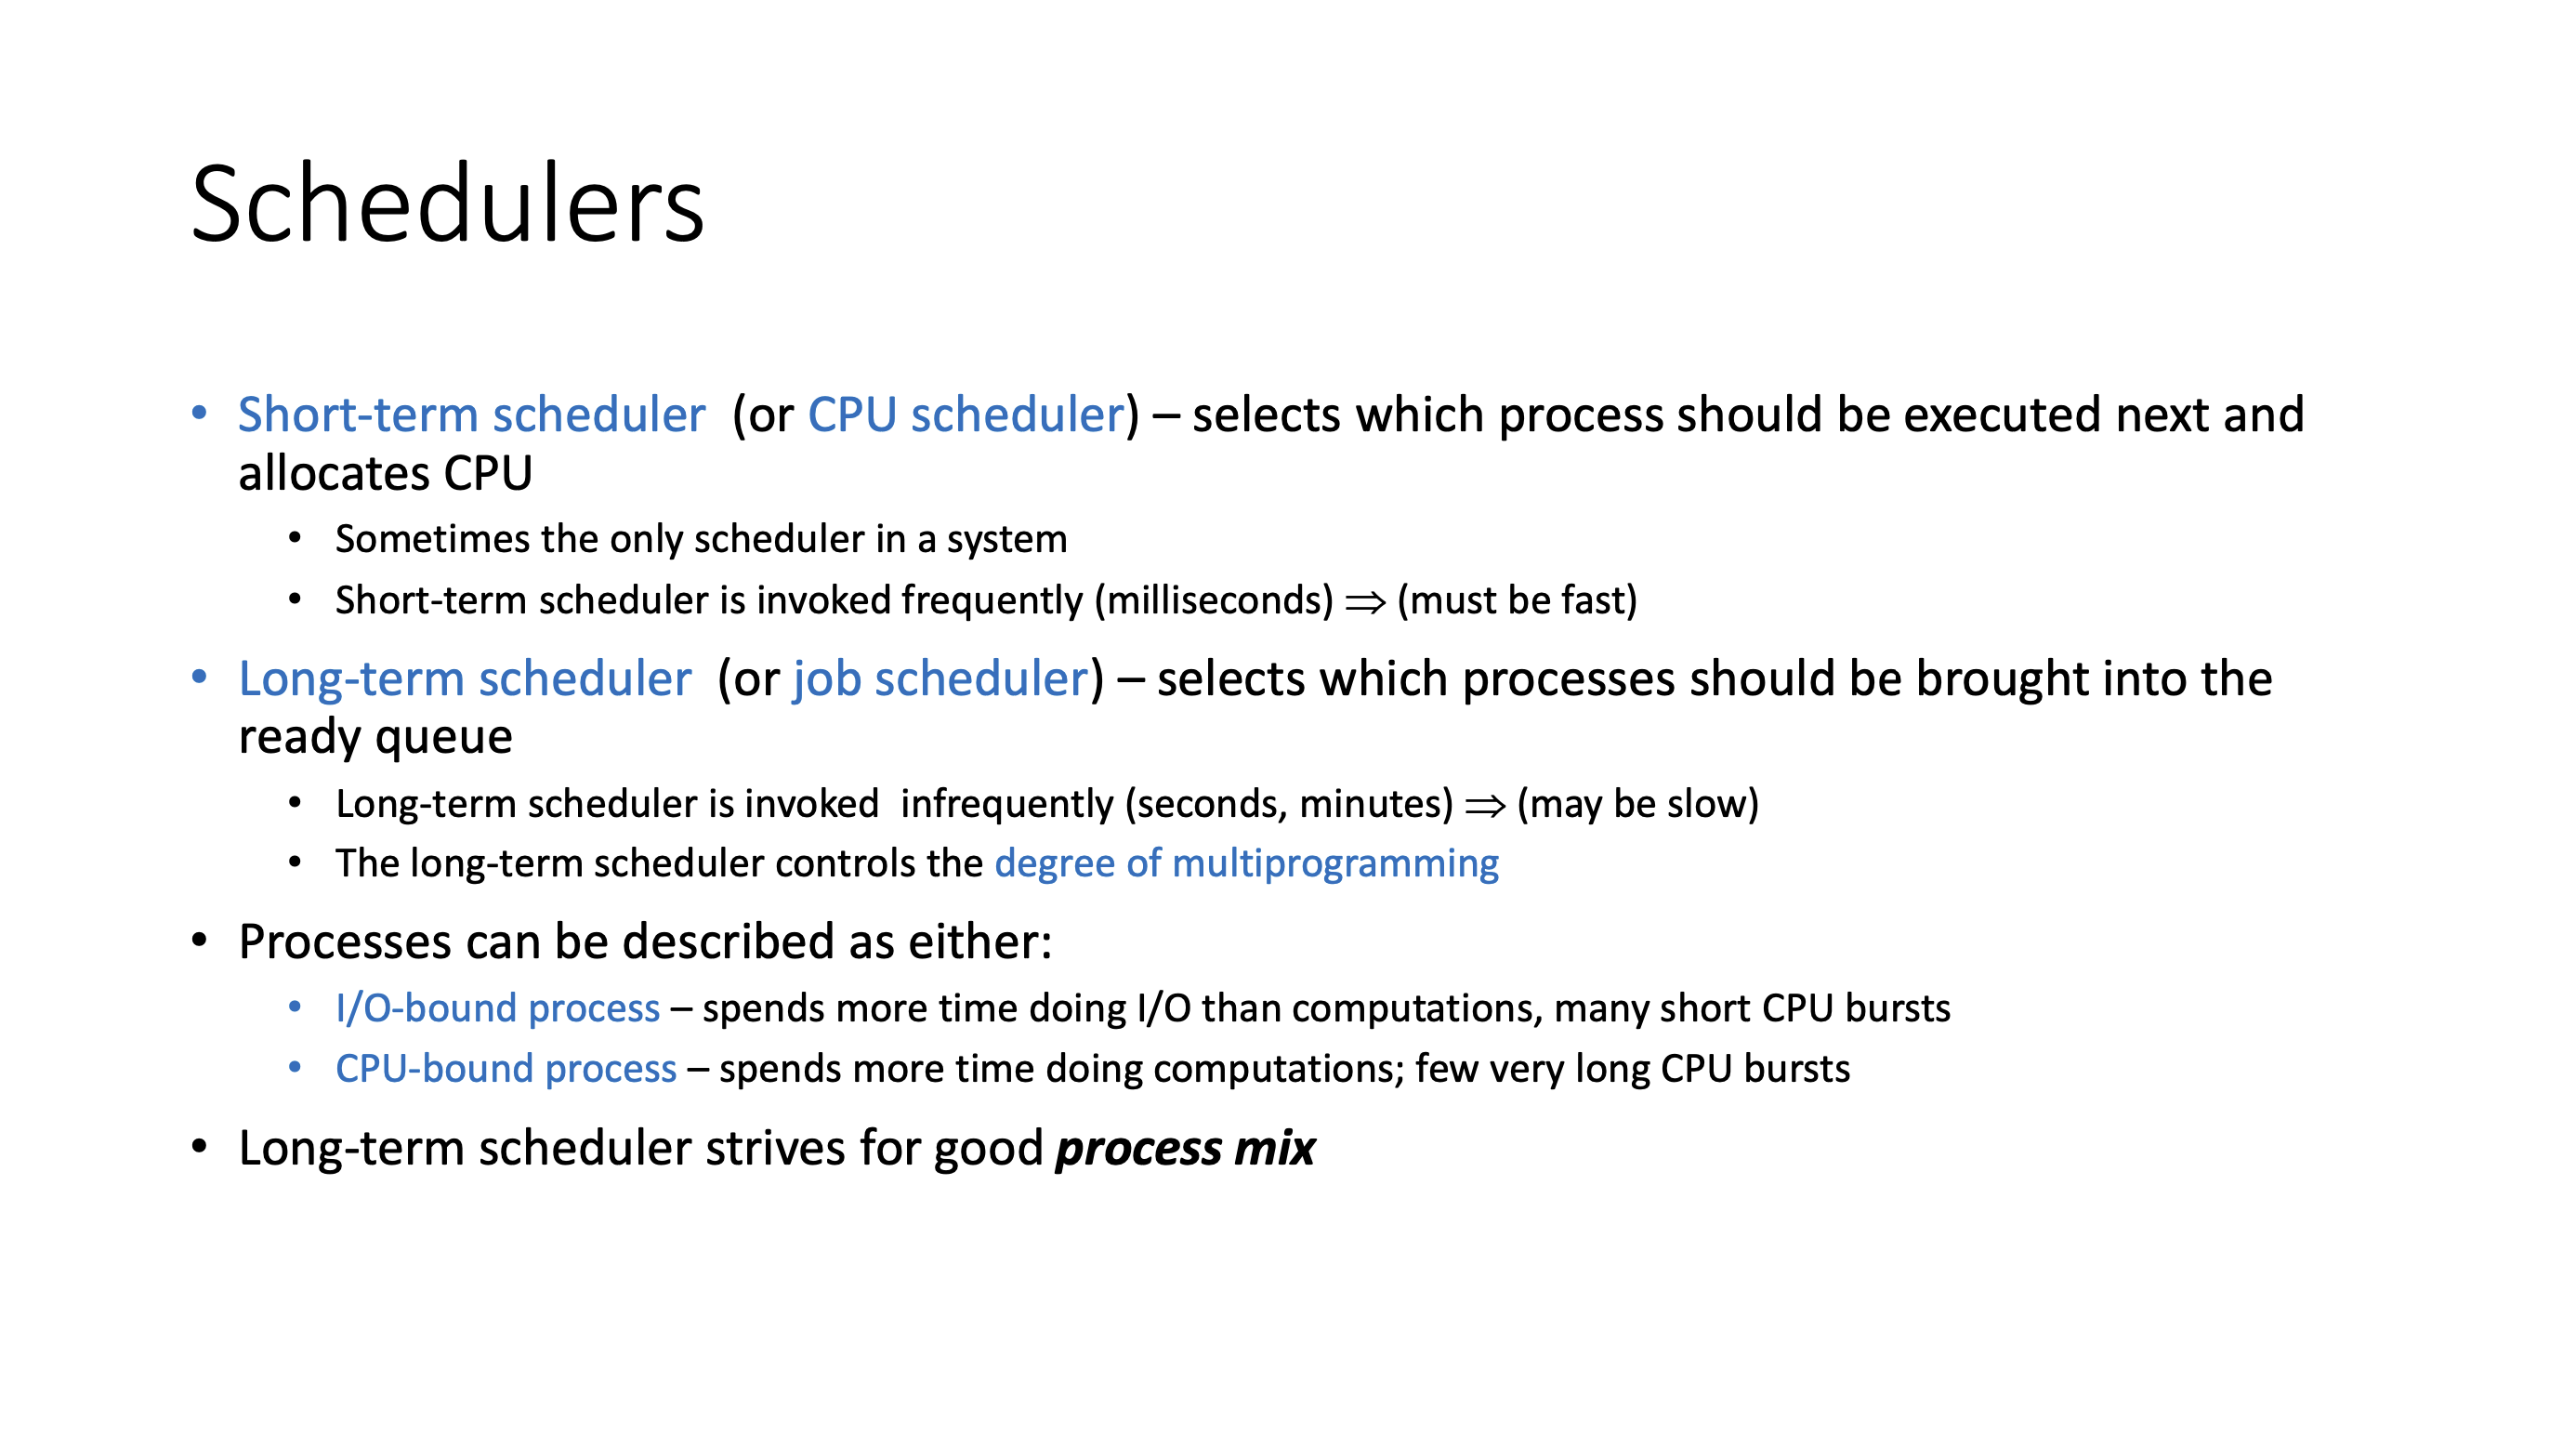 Schedulers
• Short-term scheduler (or CPU scheduler) – selects which process should be executed next and
allocates CPU
• Sometimes the only scheduler in a system
• Short-term scheduler is invoked frequently (milliseconds) ⇒ (must be fast)
• Long-term scheduler (or job scheduler) – selects which processes should be brought into the
ready queue
• Long-term scheduler is invoked infrequently (seconds, minutes) ⇒ (may be slow)
• The long-term scheduler controls the degree of multiprogramming
• Processes can be described as either:
• I/O-bound process – spends more time doing I/O than computations, many short CPU bursts
• CPU-bound process – spends more time doing computations; few very long CPU bursts
• Long-term scheduler strives for good process mix